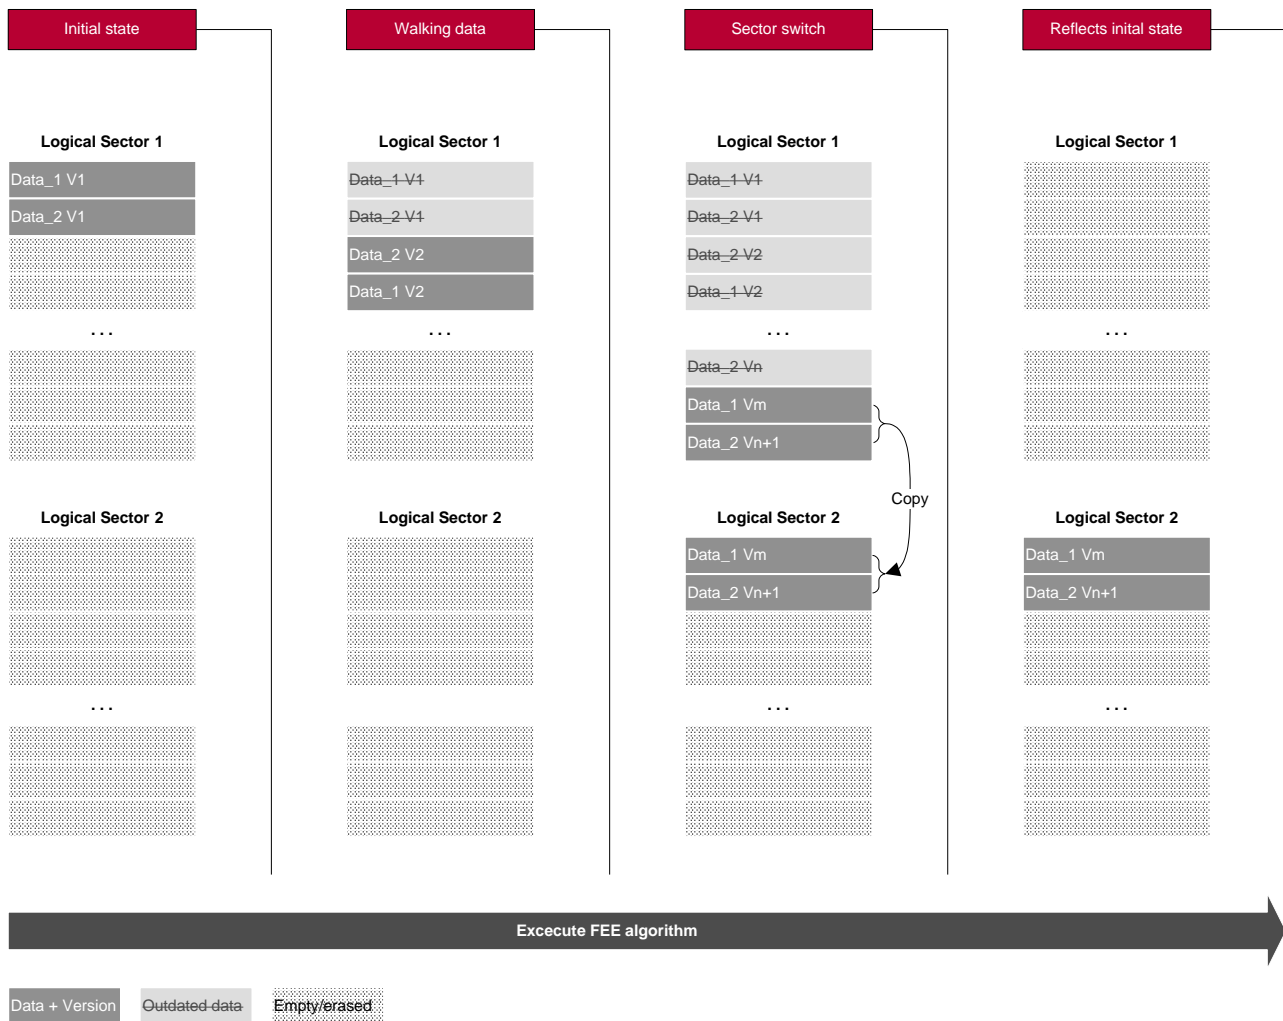 Initial state
Walking data
Sector switch
Reflects inital state
Logical Sector 1
Data_1 V1
Data_2 V1
...
Logical Sector 2
...
Logical Sector 1
Data_1 V1
Data_2 V1
Data_2 V2
Data_1 V2
...
Logical Sector 2
...
Logical Sector 1
Data_1 V1
Data_2 V1
Data_2 V2
Data_1 V2
...
Data_2 Vn
Data_1 Vm
Data_2 Vn+1
Copy
Logical Sector 2
Data_1 Vm
Data_2 Vn+1
...
Logical Sector 1
...
Logical Sector 2
Data_1 Vm
Data_2 Vn+1
...
Excecute FEE algorithm
Data + Version
Outdated data
Empty/erased